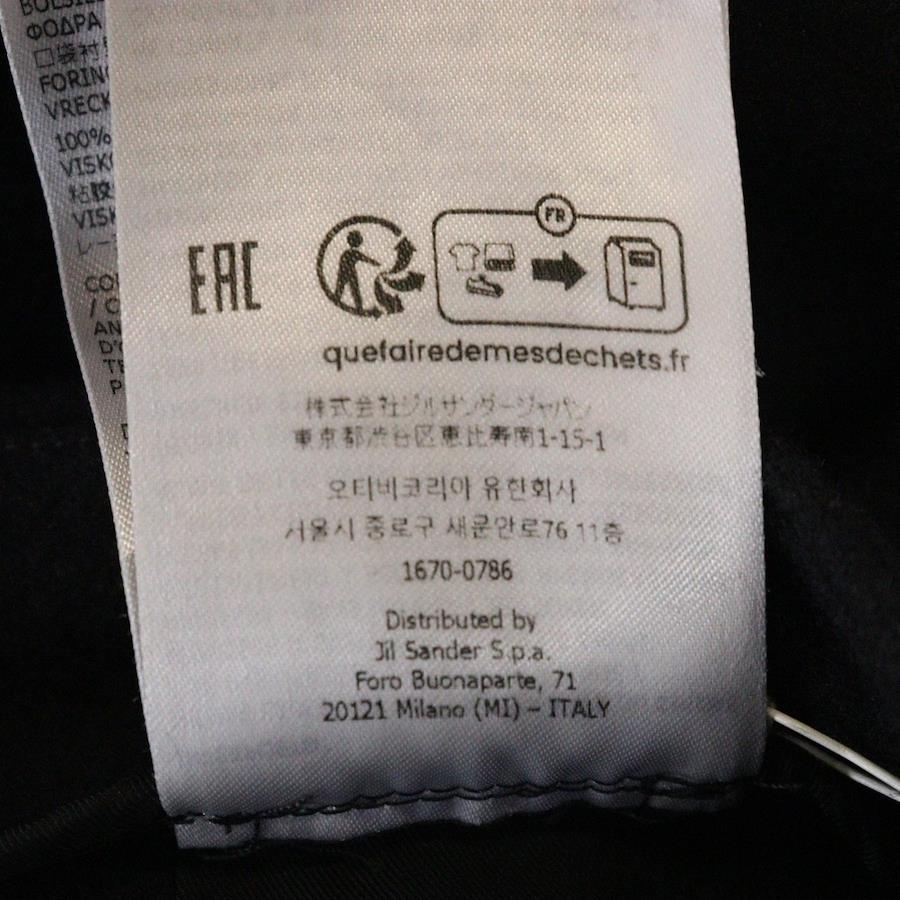 ΦΟΔΡΑ
100%
EAC
FR
quefairedemesdechets.fr
株式会社ジルサンダージャパン
東京都渋谷区恵比寿南1-15-1
오티비코리아 유한회사
서울시 종로구 새문안로76 11층
1670-0786
Distributed by
Jil Sander S.p.a.
Foro Buonaparte, 71
20121 Milano (MI) – ITALY